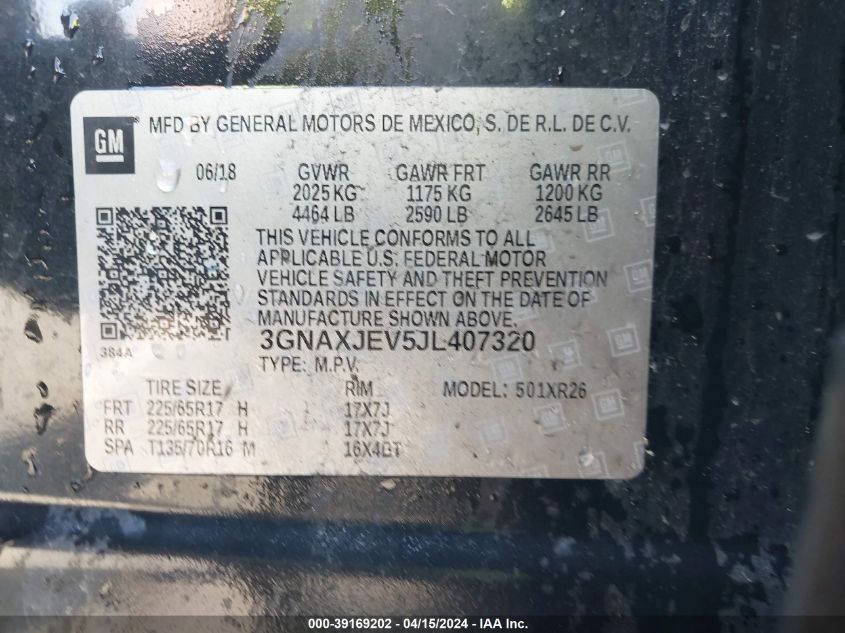 GM ® MFD BY GENERAL MOTORS DE MEXICO, S. DE R.L. DE C.V.
06/18 GVWR GAWR FRT GAWR RR
2025 KG 1175 KG 1200 KG
4464 LB 2590 LB 2645 LB
THIS VEHICLE CONFORMS TO ALL
APPLICABLE U.S. FEDERAL MOTOR
VEHICLE SAFETY AND THEFT PREVENTION
STANDARDS IN EFFECT ON THE DATE OF
MANUFACTURE SHOWN ABOVE.
384A 3GNAXJEV5JL407320
TYPE: M.P.V.
TIRE SIZE RIM MODEL: 501XR26
FRT 225/65R17 H 17X7J
RR 225/65R17 H 17X7J
SPA T135/70R16 M 16X4BT
000-39169202 - 04/15/2024 - IAA Inc.